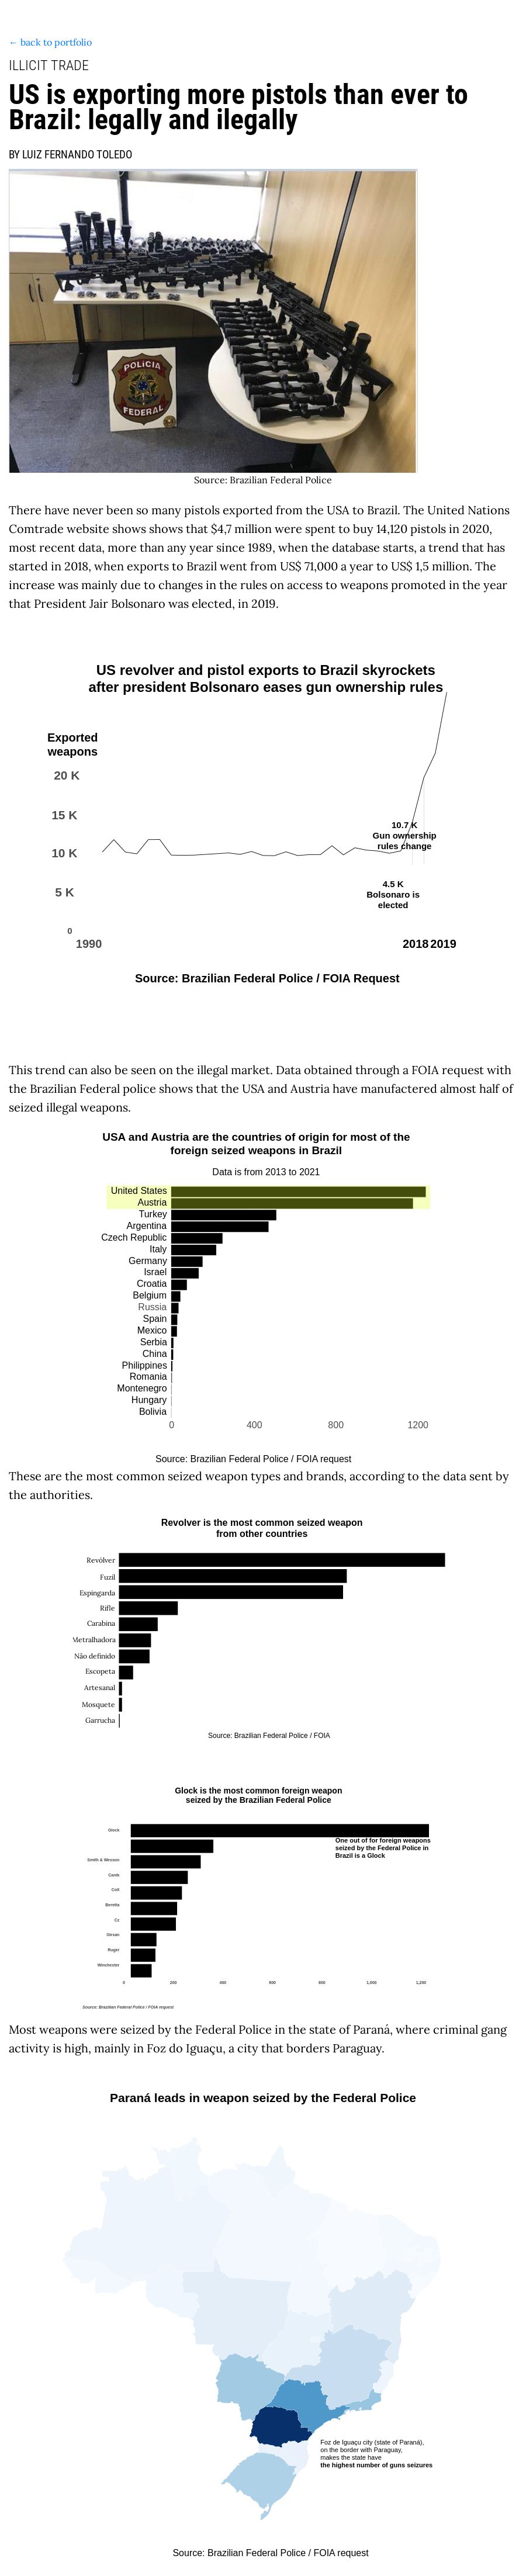 ← back to portfolio
ILLICIT TRADE
US is exporting more pistols than ever to
Brazil: legally and ilegally
BY LUIZ FERNANDO TOLEDO
POLÍCIA
FEDERAL
Source: Brazilian Federal Police
There have never been so many pistols exported from the USA to Brazil. The United Nations
Comtrade website shows shows that $4,7 million were spent to buy 14,120 pistols in 2020,
most recent data, more than any year since 1989, when the database starts, a trend that has
started in 2018, when exports to Brazil went from US$ 71,000 a year to US$ 1,5 million. The
increase was mainly due to changes in the rules on access to weapons promoted in the year
that President Jair Bolsonaro was elected, in 2019.
US revolver and pistol exports to Brazil skyrockets
after president Bolsonaro eases gun ownership rules
Exported
weapons
20 K
15 K
10.7 K
Gun ownership
rules change
10 K
4.5 K
Bolsonaro is
elected
5 K
0
1990
2018 2019
Source: Brazilian Federal Police / FOIA Request
This trend can also be seen on the illegal market. Data obtained through a FOIA request with
the Brazilian Federal police shows that the USA and Austria have manufactered almost half of
seized illegal weapons.
USA and Austria are the countries of origin for most of the
foreign seized weapons in Brazil
Data is from 2013 to 2021
United States
Austria
Turkey
Argentina
Czech Republic
Italy
Germany
Israel
Croatia
Belgium
Russia
Spain
Mexico
Serbia
China
Philippines
Romania
Montenegro
Hungary
Bolivia
0 400 800 1200
Source: Brazilian Federal Police / FOIA request
These are the most common seized weapon types and brands, according to the data sent by
the authorities.
Revolver is the most common seized weapon
from other countries
Revólver
Fuzil
Espingarda
Rifle
Carabina
Metralhadora
Não definido
Escopeta
Artesanal
Mosquete
Garrucha
Source: Brazilian Federal Police / FOIA
Glock is the most common foreign weapon
seized by the Brazilian Federal Police
Glock
One out of for foreign weapons
seized by the Federal Police in
Brazil is a Glock
Smith & Wesson
Canik
Colt
Beretta
Cz
Girsan
Ruger
Winchester
0 200 400 600 800 1,000 1,200
Source: Brazilian Federal Police / FOIA request
Most weapons were seized by the Federal Police in the state of Paraná, where criminal gang
activity is high, mainly in Foz do Iguaçu, a city that borders Paraguay.
Paraná leads in weapon seized by the Federal Police
Foz de Iguaçu city (state of Paraná),
on the border with Paraguay,
makes the state have
the highest number of guns seizures
Source: Brazilian Federal Police / FOIA request